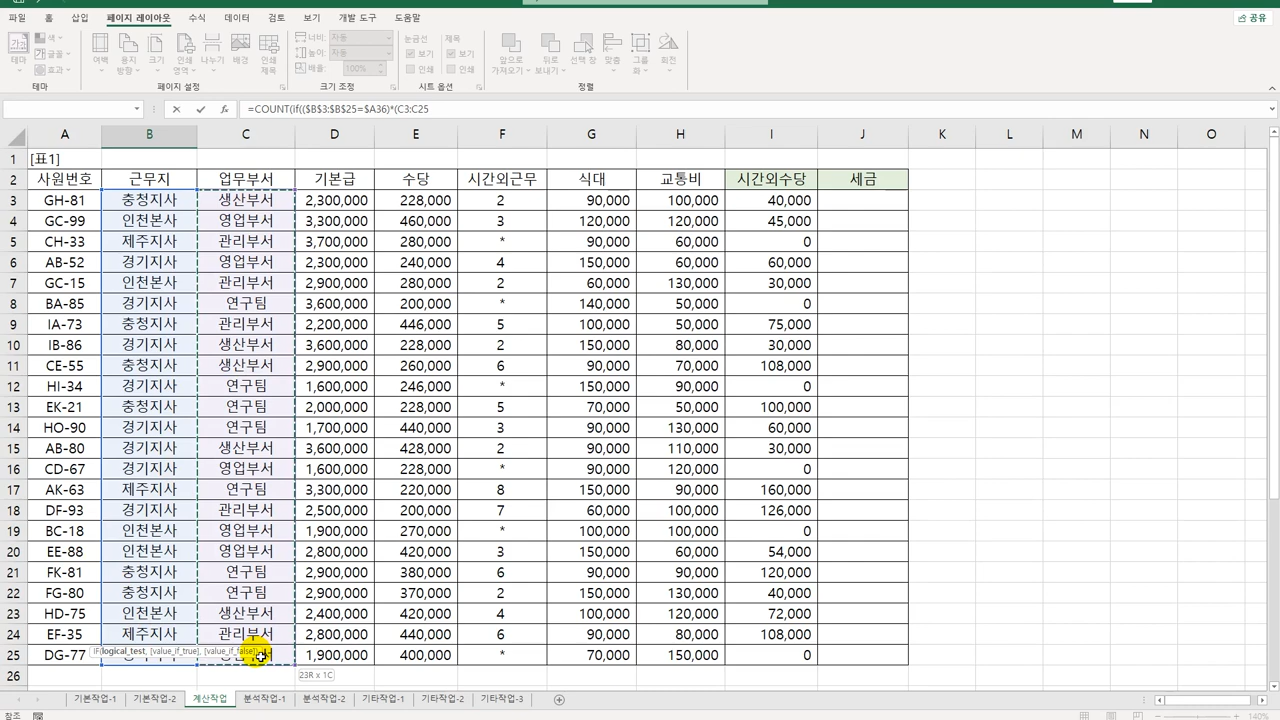 파일 홈 삽입 페이지 레이아웃 수식 데이터 검토 보기 개발 도구 도움말 공유
테마 색 글꼴 효과 여백 용지 방향 크기 인쇄 영역 나누기 배경 인쇄 제목 너비: 자동 높이: 자동 배율: 100% 눈금선 보기 인쇄 제목 보기 인쇄 앞으로 가져오기 뒤로 보내기 선택 창 맞춤 그룹화 회전
테마 페이지 설정 크기 조정 시트 옵션 정렬
=COUNT(if(($B$3:$B$25=$A36)*(C3:C25
A B C D E F G H I J K L M N O
1 [표1]
2 사원번호 근무지 업무부서 기본급 수당 시간외근무 식대 교통비 시간외수당 세금
3 GH-81 충청지사 생산부서 2,300,000 228,000 2 90,000 100,000 40,000
4 GC-99 인천본사 영업부서 3,300,000 460,000 3 120,000 120,000 45,000
5 CH-33 제주지사 관리부서 3,700,000 280,000 * 90,000 60,000 0
6 AB-52 경기지사 영업부서 2,300,000 240,000 4 150,000 60,000 60,000
7 GC-15 인천본사 관리부서 2,900,000 280,000 2 60,000 130,000 30,000
8 BA-85 경기지사 연구팀 3,600,000 200,000 * 140,000 50,000 0
9 IA-73 충청지사 관리부서 2,200,000 446,000 5 100,000 50,000 75,000
10 IB-86 경기지사 생산부서 3,600,000 228,000 2 150,000 80,000 30,000
11 CE-55 충청지사 생산부서 2,900,000 260,000 6 90,000 70,000 108,000
12 HI-34 경기지사 연구팀 1,600,000 246,000 * 150,000 90,000 0
13 EK-21 충청지사 연구팀 2,000,000 228,000 5 70,000 50,000 100,000
14 HO-90 경기지사 연구팀 1,700,000 440,000 3 90,000 130,000 60,000
15 AB-80 경기지사 생산부서 3,600,000 428,000 2 90,000 110,000 30,000
16 CD-67 경기지사 영업부서 1,600,000 228,000 * 90,000 120,000 0
17 AK-63 제주지사 연구팀 3,300,000 220,000 8 150,000 90,000 160,000
18 DF-93 경기지사 관리부서 2,500,000 200,000 7 60,000 100,000 126,000
19 BC-18 인천본사 영업부서 1,900,000 270,000 * 100,000 100,000 0
20 EE-88 인천본사 영업부서 2,800,000 420,000 3 150,000 60,000 54,000
21 FK-81 충청지사 연구팀 2,900,000 380,000 6 90,000 90,000 120,000
22 FG-80 충청지사 연구팀 2,900,000 370,000 2 150,000 130,000 40,000
23 HD-75 인천본사 생산부서 2,400,000 420,000 4 100,000 120,000 72,000
24 EF-35 제주지사 관리부서 2,800,000 440,000 6 90,000 80,000 108,000
25 DG-77 IF(logical_test, [value_if_true], [value_if_false]) 1,900,000 400,000 * 70,000 150,000 0
26 23R x 1C
기본작업-1 기본작업-2 계산작업 분석작업-1 분석작업-2 기타작업-1 기타작업-2 기타작업-3
참조 140%